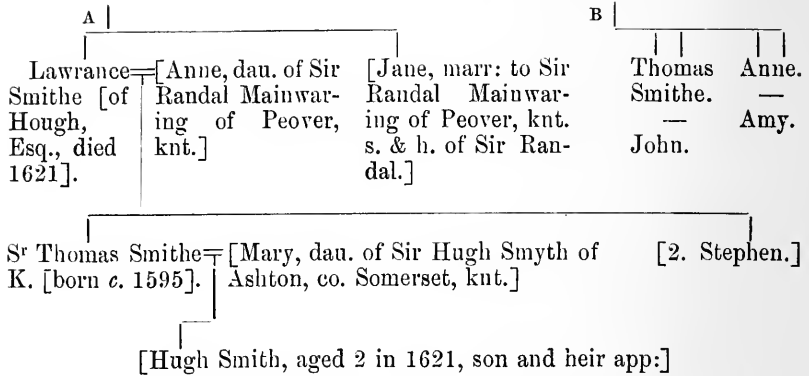 A
B
Lawrance=[Anne, dau. of Sir
Smithe [of Randal Mainwar-
Hough, ing of Peover,
Esq., died knt.]
1621].
[Jane, marr: to Sir
Randal Mainwar-
ing of Peover, knt.
s. & h. of Sir Ran-
dal.]
Thomas
Smithe.
—
John.
Anne.
—
Amy.
Sr Thomas Smithe=[Mary, dau. of Sir Hugh Smyth of
K. [born c. 1595]. Ashton, co. Somerset, knt.]
[2. Stephen.]
[Hugh Smith, aged 2 in 1621, son and heir app:]